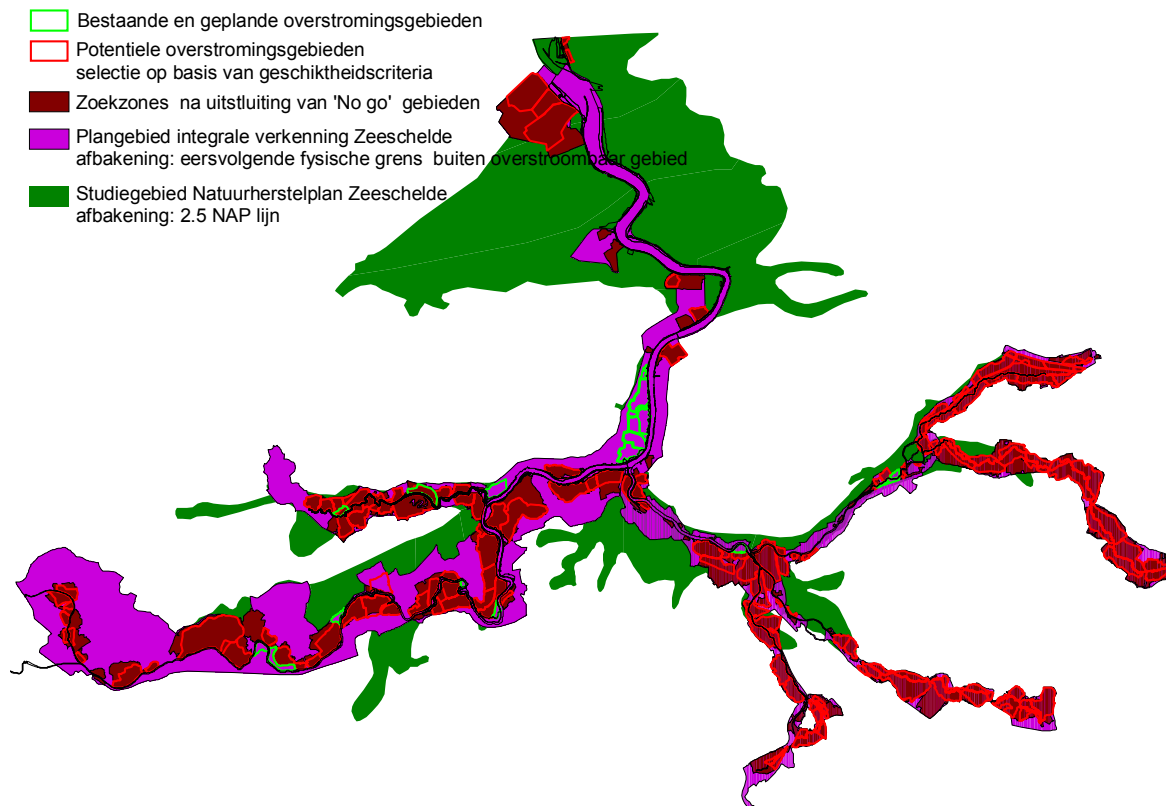 Bestaande en geplande overstromingsgebieden
Potentiele overstromingsgebieden
selectie op basis van geschiktheidscriteria
Zoekzones na uitstluiting van 'No go' gebieden
Plangebied integrale verkenning Zeeschelde
afbakening: eersvolgende fysische grens buiten overstroombaar gebied
Studiegebied Natuurherstelplan Zeeschelde
afbakening: 2.5 NAP lijn